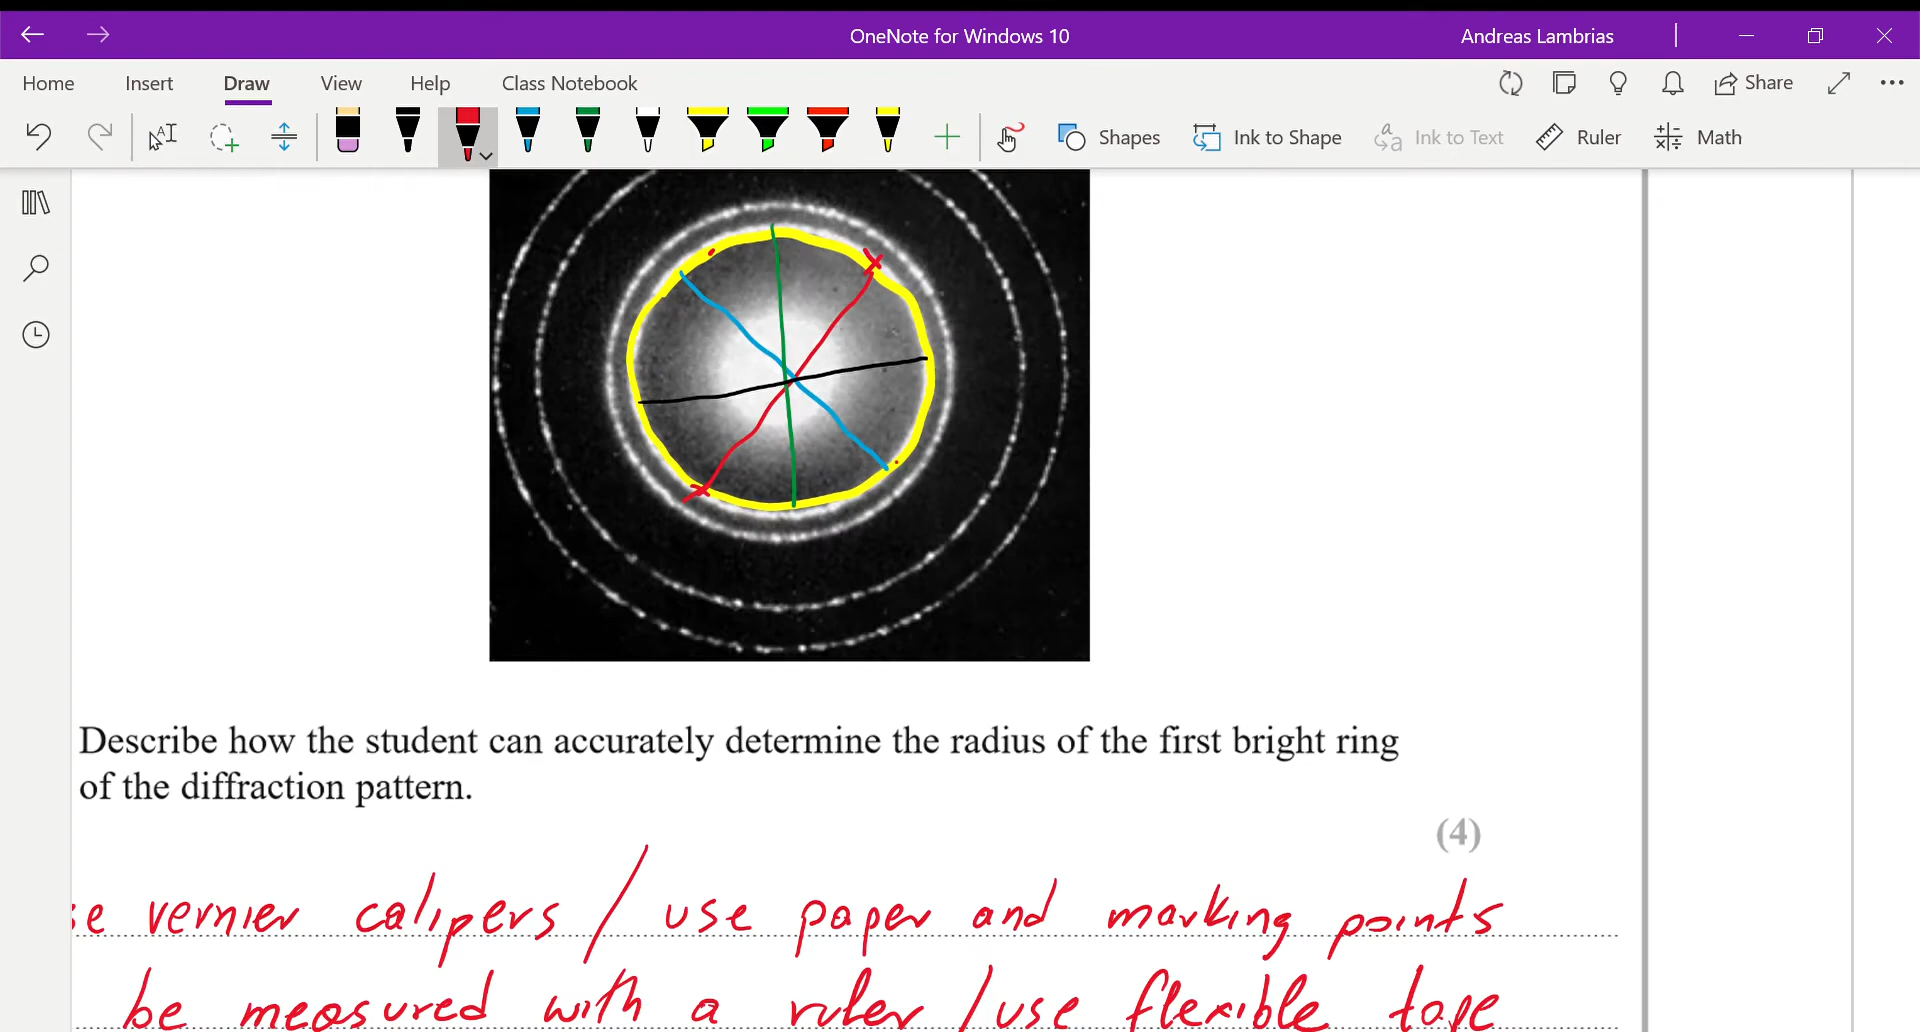 OneNote for Windows 10
Andreas Lambrias
Home Insert Draw View Help Class Notebook
Share
Shapes Ink to Shape Ink to Text Ruler Math
Describe how the student can accurately determine the radius of the first bright ring
of the diffraction pattern.
(4)
se vernier calipers / use paper and marking points
be measured with a ruler / use flexible tape